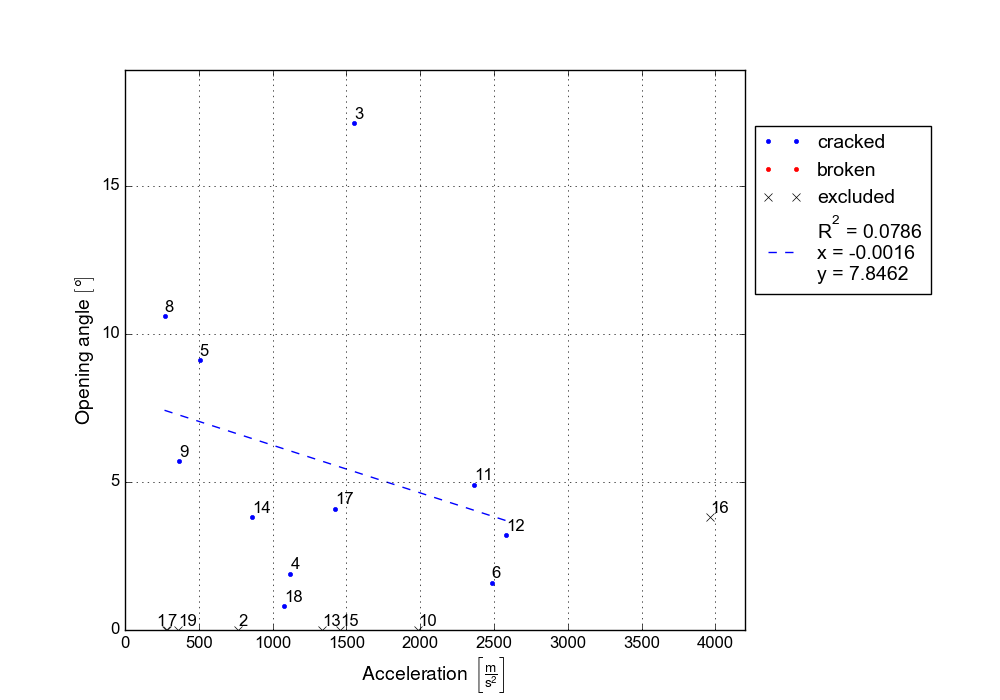 3
8
5
9
11
14
17
16
12
4
6
18
17 19 2 13 15 10
15
10
5
0
0 500 1000 1500 2000 2500 3000 3500 4000
Opening angle [°]
Acceleration [m/s²]
cracked
broken
excluded
R² = 0.0786
x = -0.0016
y = 7.8462